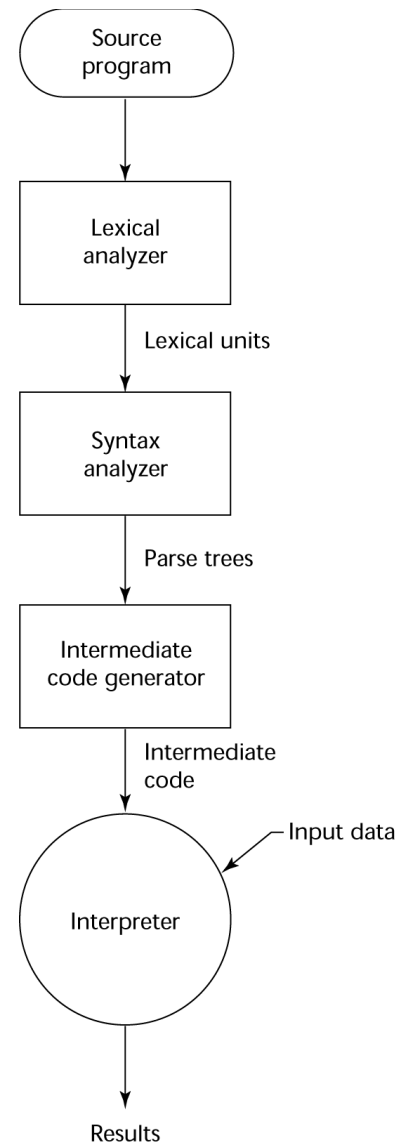 Source
program
Lexical
analyzer
Lexical units
Syntax
analyzer
Parse trees
Intermediate
code generator
Intermediate
code
Input data
Interpreter
Results